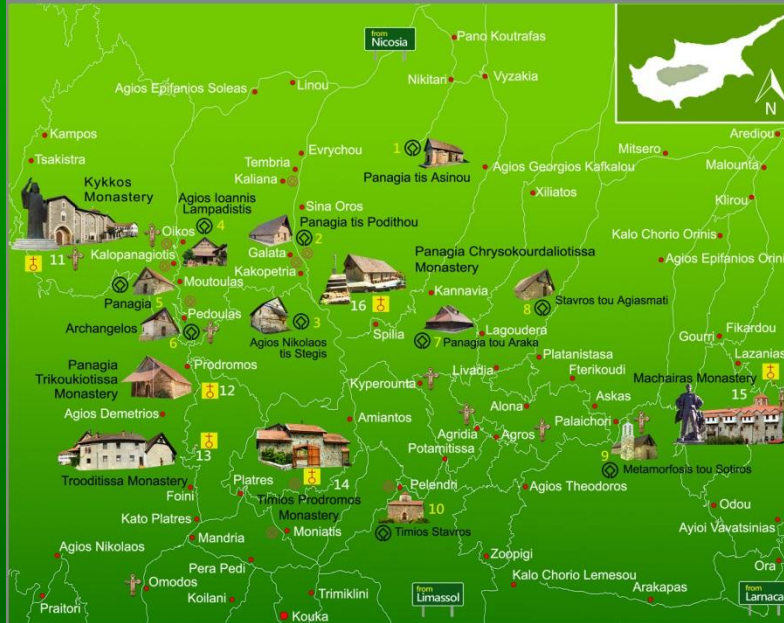 from
Nicosia
Pano Koutrafas
Nikitari
Vyzakia
Linou
Agios Epifanios Soleas
Kampos
Tsakistra
Evrychou
Tembria
Kaliana
1
Panagia tis Asinou
Agios Georgios Kafkalou
Mitsero
Arediou
Malounta
Klirou
Xiliatos
Kykkos
Monastery
11
Agios Ioannis
Lampadistis
4
Oikos
Kalopanagiotis
Sina Oros
Panagia tis Podithou
2
Galata
Kakopetria
Kalo Chorio Orinis
Agios Epifanios Orini
Panagia Chrysokourdaliotissa
Monastery
16
Kannavia
Panagia
5
Moutoulas
Archangelos
6
Pedoulas
3
Agios Nikolaos
tis Stegis
Spilia
8
Stavros tou Agiasmati
7
Panagia tou Araka
Lagoudera
Fikardou
Gourri
Lazanias
Panagia
Trikoukiotissa
Monastery
12
Prodromos
Platanistasa
Livadia
Fterikoudi
Kyperounta
Machairas Monastery
15
Agios Demetrios
Amiantos
Alona
Askas
Palaichori
Agridia
Agros
Potamitissa
9
Metamorfosis tou Sotiros
13
Trooditissa Monastery
14
Timios Prodromos
Monastery
Foini
Platres
Pelendri
10
Timios Stavros
Agios Theodoros
Odou
Ayioi Vavatsinias
Kato Platres
Mandria
Moniatis
Agios Nikolaos
Pera Pedi
Zoopigi
Ora
Omodos
Kalo Chorio Lemesou
Arakapas
Praitori
Koilani
Trimiklini
Kouka
from
Limassol
from
Larnaca
N